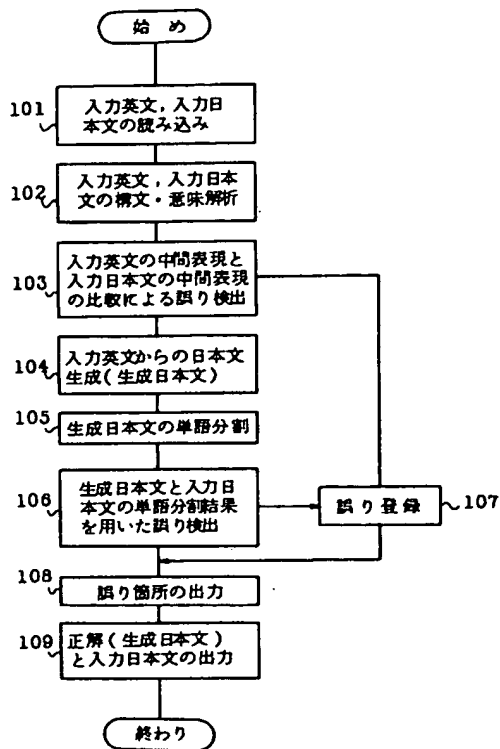 始め
101
入力英文,入力日
本文の読み込み
102
入力英文,入力日本
文の構文・意味解析
103
入力英文の中間表現と
入力日本文の中間表現
の比較による誤り検出
104
入力英文からの日本文
生成(生成日本文)
105
生成日本文の単語分割
106
生成日本文と入力日
本文の単語分割結果
を用いた誤り検出
誤り登録
107
108
誤り箇所の出力
109
正解(生成日本文)
と入力日本文の出力
終わり